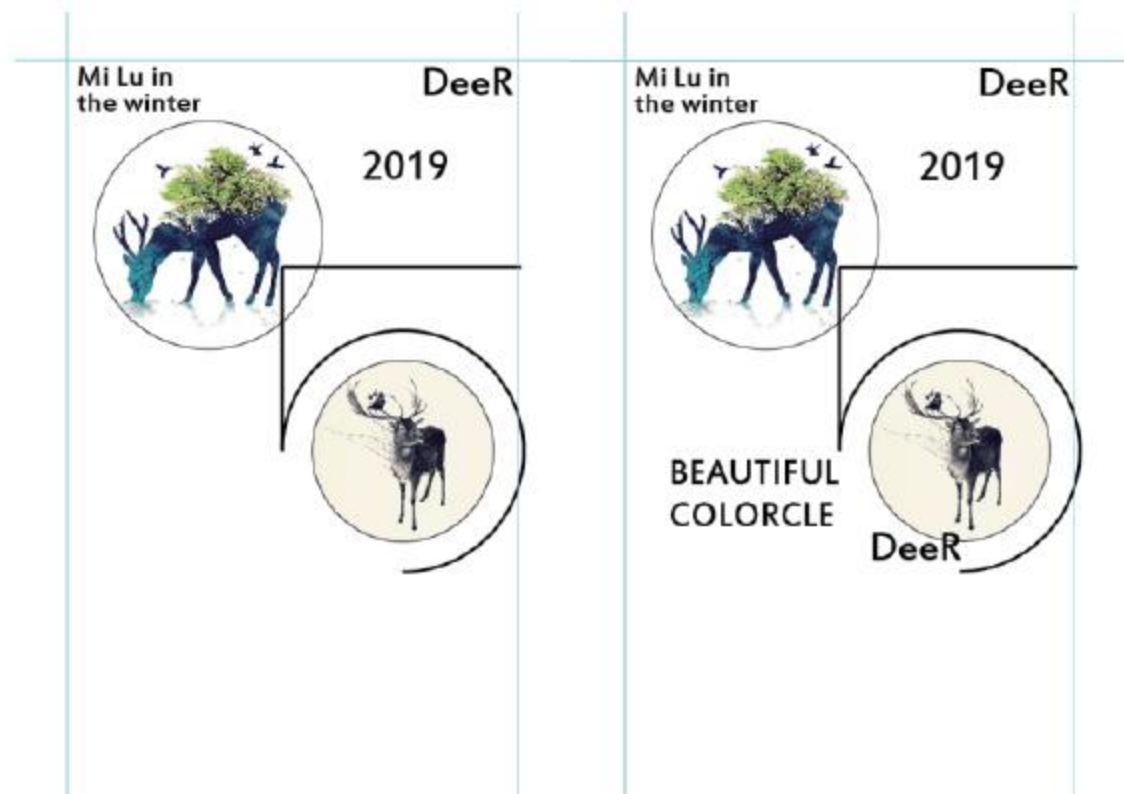 Mi Lu in
the winter
DeeR
2019
Mi Lu in
the winter
DeeR
2019
BEAUTIFUL
COLORCLE
DeeR